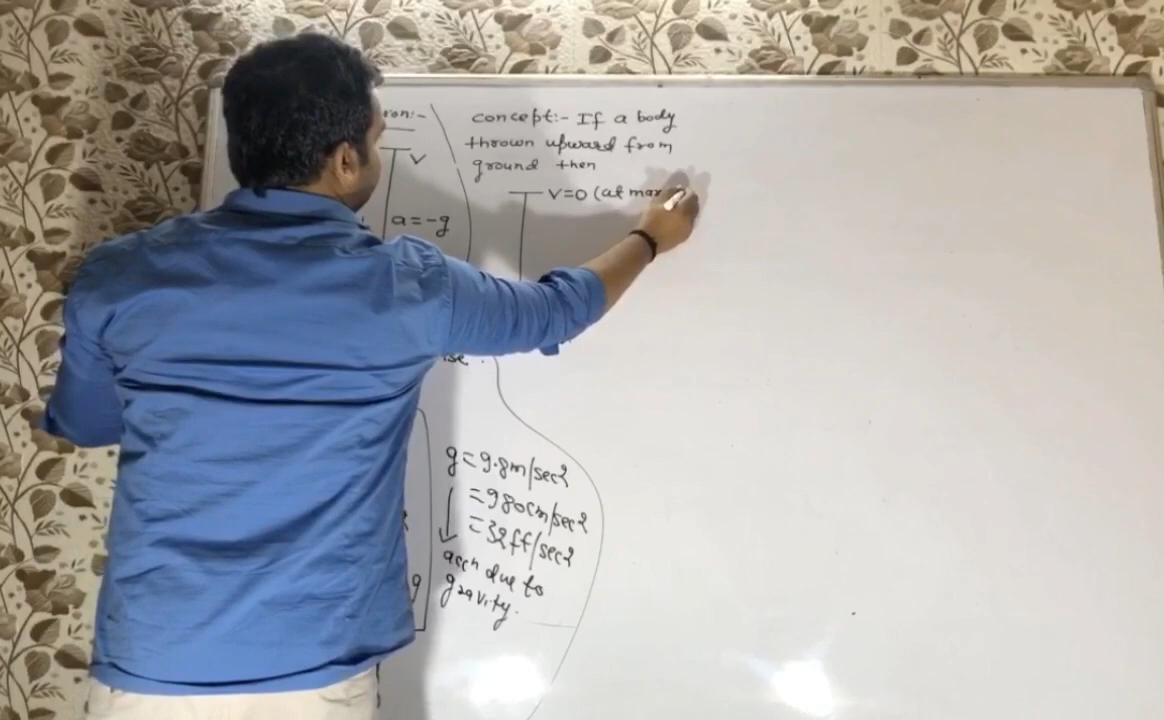 V
a=-g
concept:- If a body
thrown upward from
ground then
V=0 (at max
g=9.8m/sec2
=980cm/sec2
=32ft/sec2
accn due to
gravity.
g